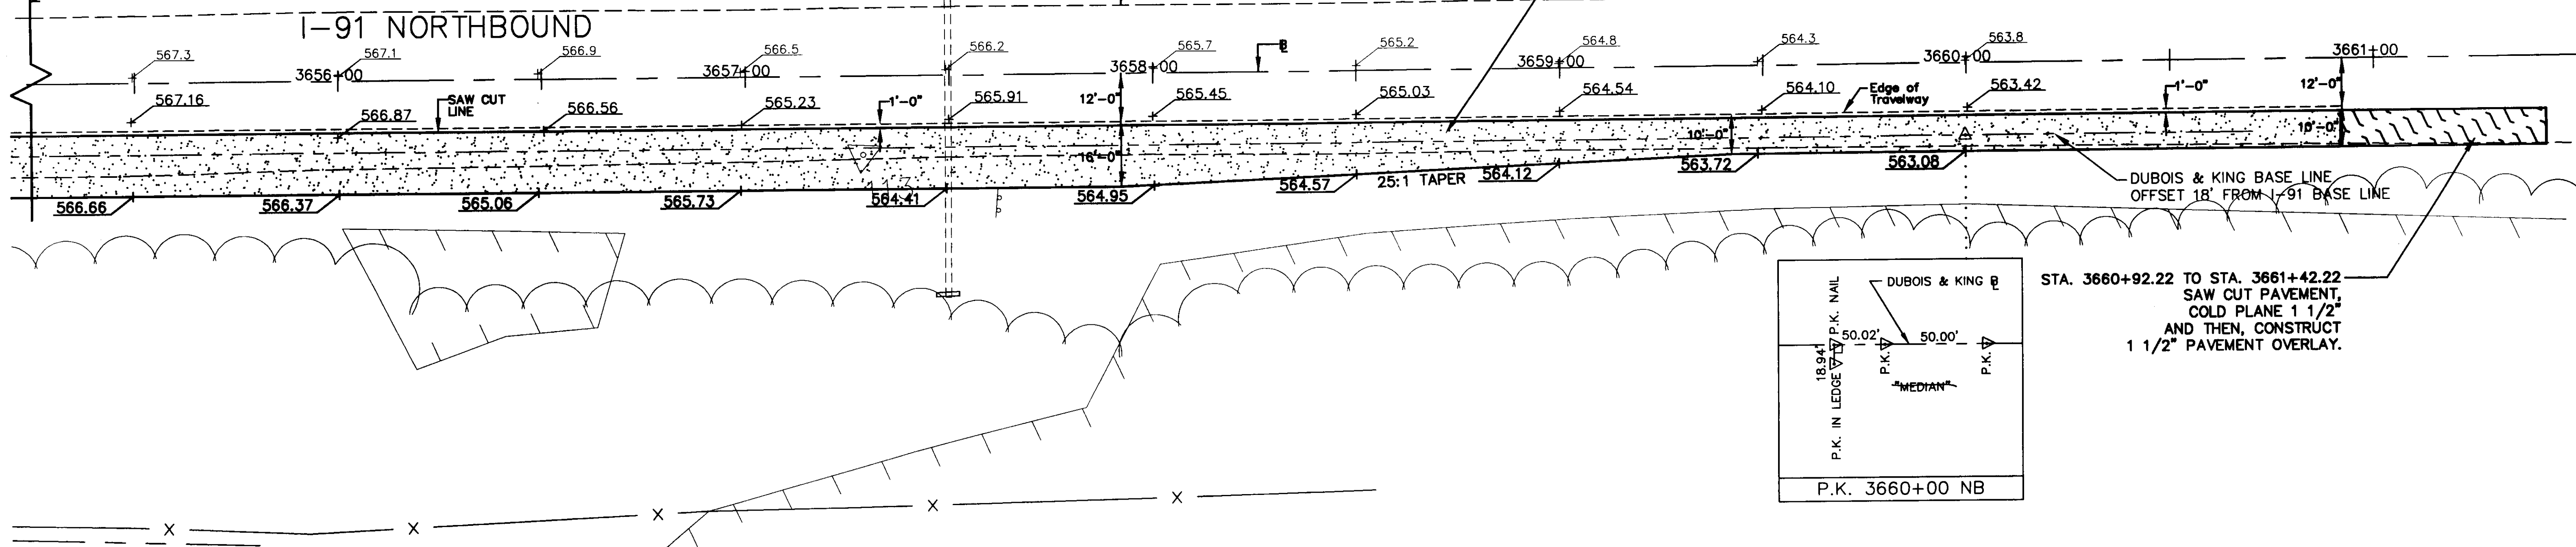 I-91 NORTHBOUND
567.3
567.1
566.9
566.5
566.2
565.7
565.2
564.8
564.3
563.8
3656+00
3657+00
3658+00
3659+00
3660+00
3661+00
567.16
566.87
566.56
565.23
565.91
565.45
565.03
564.54
564.10
563.42
SAW CUT
LINE
1'-0"
12'-0"
Edge of
Travelway
1'-0"
12'-0"
16'-0"
10'-0"
10'-0"
566.66
566.37
565.06
565.73
564.41
564.95
564.57
25:1 TAPER
564.12
563.72
563.08
DUBOIS & KING BASE LINE
OFFSET 18' FROM I-91 BASE LINE
STA. 3660+92.22 TO STA. 3661+42.22
SAW CUT PAVEMENT,
COLD PLANE 1 1/2"
AND THEN, CONSTRUCT
1 1/2" PAVEMENT OVERLAY.
DUBOIS & KING BL
P.K. NAIL
50.02'
50.00'
18.94'
P.K. IN LEDGE
P.K.
P.K.
"MEDIAN"
P.K. 3660+00 NB
X
X
X
X
X